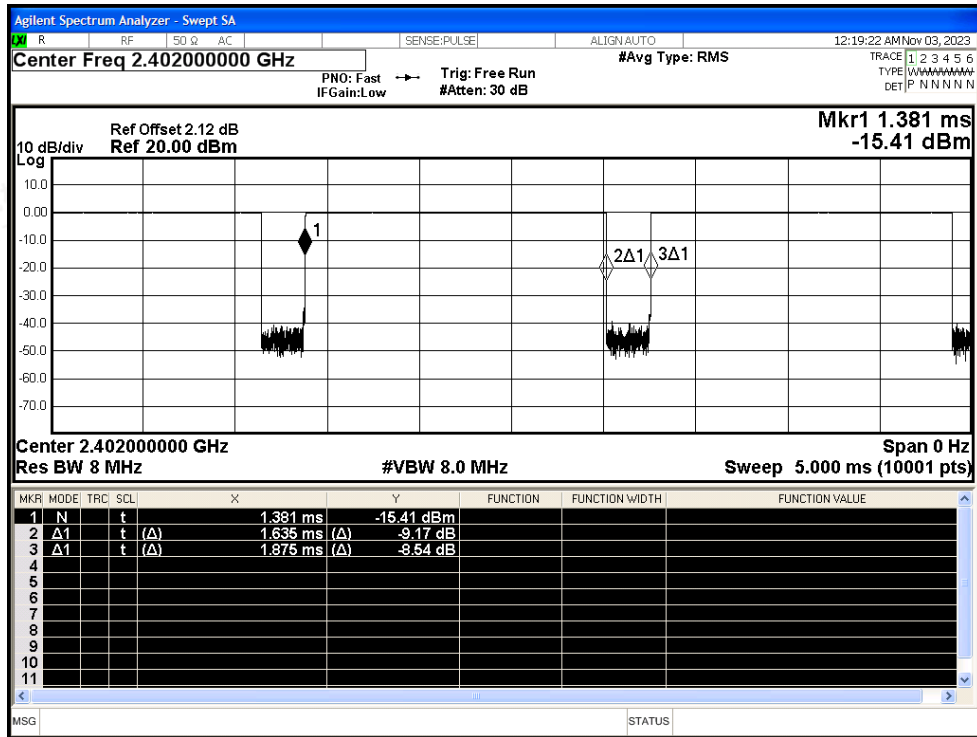 Agilent Spectrum Analyzer - Swept SA
LXI R RF 50 Ω AC SENSE:PULSE ALIGN AUTO 12:19:22 AM Nov 03, 2023
Center Freq 2.402000000 GHz
PNO: Fast
IFGain:Low
Trig: Free Run
#Atten: 30 dB
#Avg Type: RMS
TRACE 1 2 3 4 5 6
TYPE W
DET P N N N N N
Mkr1 1.381 ms
-15.41 dBm
Ref Offset 2.12 dB
10 dB/div Ref 20.00 dBm
Log
10.0
0.00
-10.0
-20.0
-30.0
-40.0
-50.0
-60.0
-70.0
1
2Δ1
3Δ1
Center 2.402000000 GHz Span 0 Hz
Res BW 8 MHz #VBW 8.0 MHz Sweep 5.000 ms (10001 pts)
MKR MODE TRC SCL X Y FUNCTION FUNCTION WIDTH FUNCTION VALUE
1 N t 1.381 ms -15.41 dBm
2 Δ1 t (Δ) 1.635 ms (Δ) -9.17 dB
3 Δ1 t (Δ) 1.875 ms (Δ) -8.54 dB
4
5
6
7
8
9
10
11
MSG STATUS